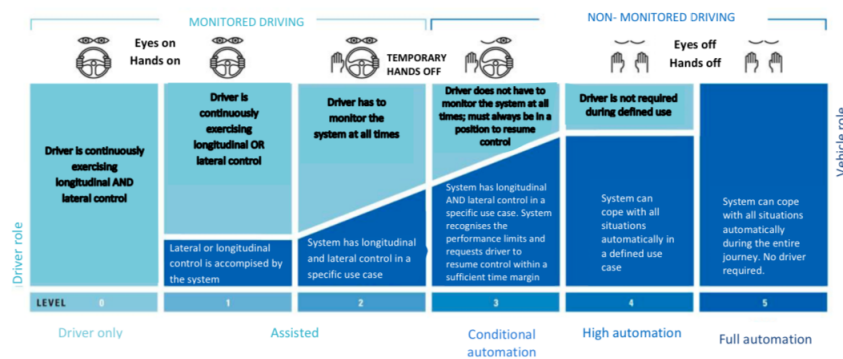 MONITORED DRIVING
NON- MONITORED DRIVING
Eyes on
Hands on
TEMPORARY
HANDS OFF
Eyes off
Hands off
Driver is continuously
exercising
longitudinal AND
lateral control
Driver is
continuously
exercising
longitudinal OR
lateral control
Driver has to
monitor the
system at all times
Driver does not have to
monitor the system at all
times; must always be in a
position to resume
control
Driver is not required
during defined use
Lateral or longitudinal
control is accompised by
the system
System has longitudinal
and lateral control in a
specific use case
System has longitudinal
AND lateral control in a
specific use case. System
recognises the
performance limits and
requests driver to
resume control within a
sufficient time margin
System can
cope with all
situations
automatically in
a defined use
case
System can cope
with all situations
automatically
during the entire
journey. No driver
required.
Driver role
Vehicle role
LEVEL 0 1 2 3 4 5
Driver only
Assisted
Conditional
automation
High automation
Full automation